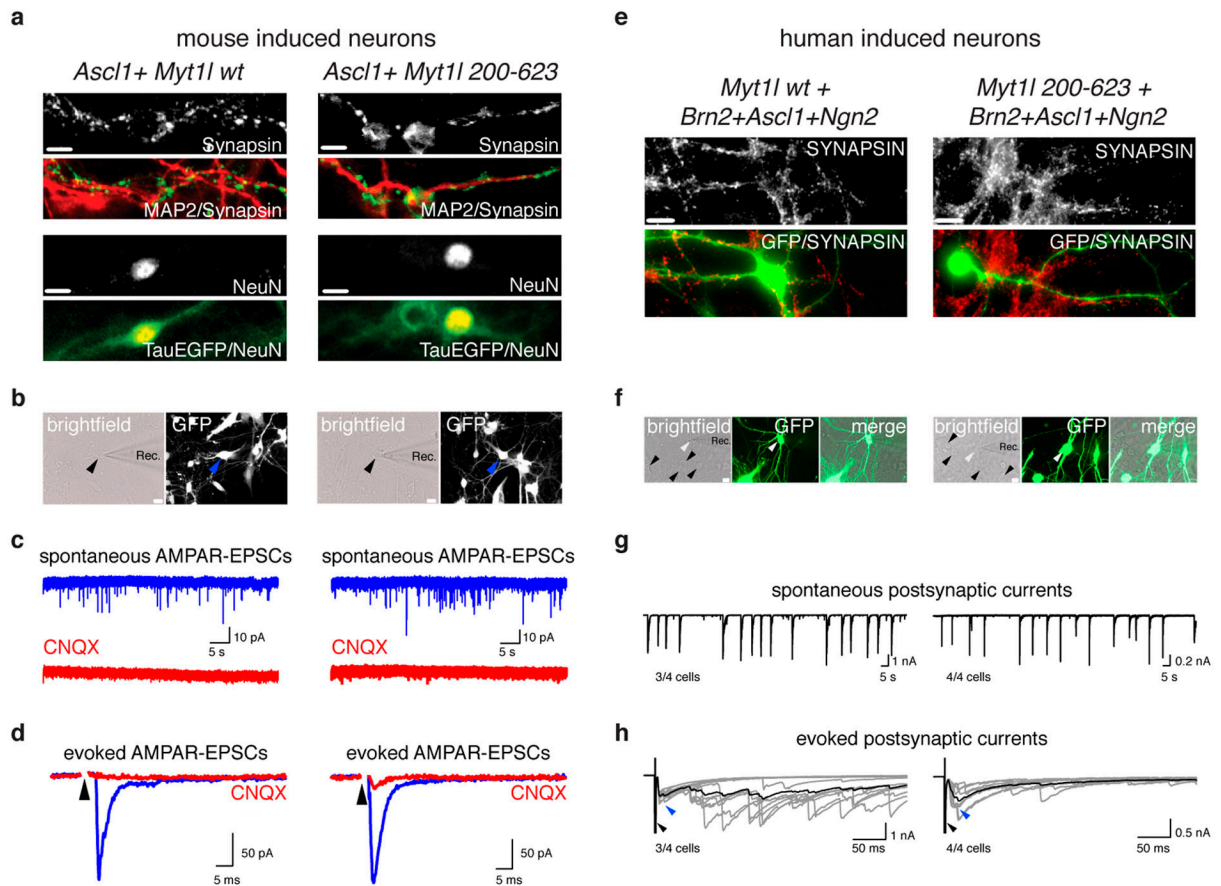 a
mouse induced neurons
Ascl1+ Myt1l wt
Ascl1+ Myt1l 200-623
Synapsin
Synapsin
MAP2/Synapsin
MAP2/Synapsin
NeuN
NeuN
TauEGFP/NeuN
TauEGFP/NeuN
b
brightfield
Rec.
GFP
brightfield
Rec.
GFP
c
spontaneous AMPAR-EPSCs
spontaneous AMPAR-EPSCs
10 pA
5 s
10 pA
5 s
CNQX
CNQX
d
evoked AMPAR-EPSCs
evoked AMPAR-EPSCs
CNQX
CNQX
50 pA
5 ms
50 pA
5 ms
e
human induced neurons
Myt1l wt +
Brn2+Ascl1+Ngn2
Myt1l 200-623 +
Brn2+Ascl1+Ngn2
SYNAPSIN
SYNAPSIN
GFP/SYNAPSIN
GFP/SYNAPSIN
f
brightfield
Rec.
GFP
merge
brightfield
Rec.
GFP
merge
g
spontaneous postsynaptic currents
1 nA
5 s
3/4 cells
0.2 nA
5 s
4/4 cells
h
evoked postsynaptic currents
3/4 cells
1 nA
50 ms
4/4 cells
0.5 nA
50 ms